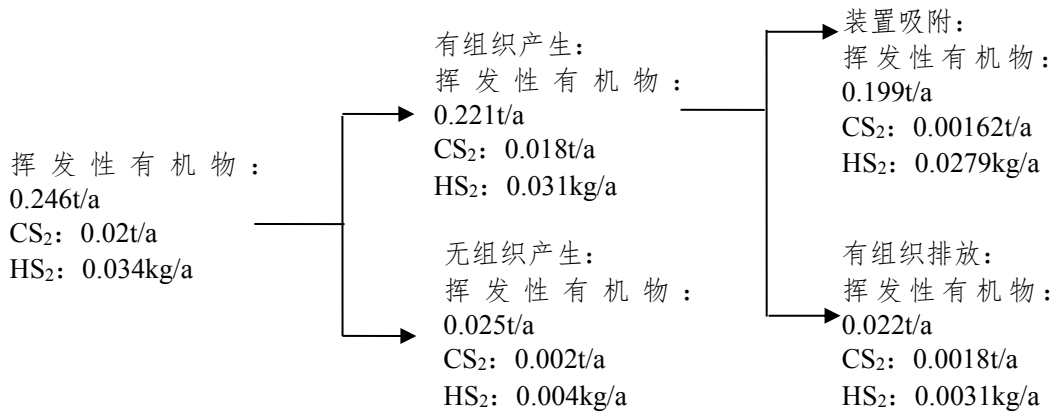 挥发性有机物：
0.246t/a
CS₂：0.02t/a
HS₂：0.034kg/a
有组织产生：
挥发性有机物：
0.221t/a
CS₂：0.018t/a
HS₂：0.031kg/a
无组织产生：
挥发性有机物：
0.025t/a
CS₂：0.002t/a
HS₂：0.004kg/a
装置吸附：
挥发性有机物：
0.199t/a
CS₂：0.00162t/a
HS₂：0.0279kg/a
有组织排放：
挥发性有机物：
0.022t/a
CS₂：0.0018t/a
HS₂：0.0031kg/a